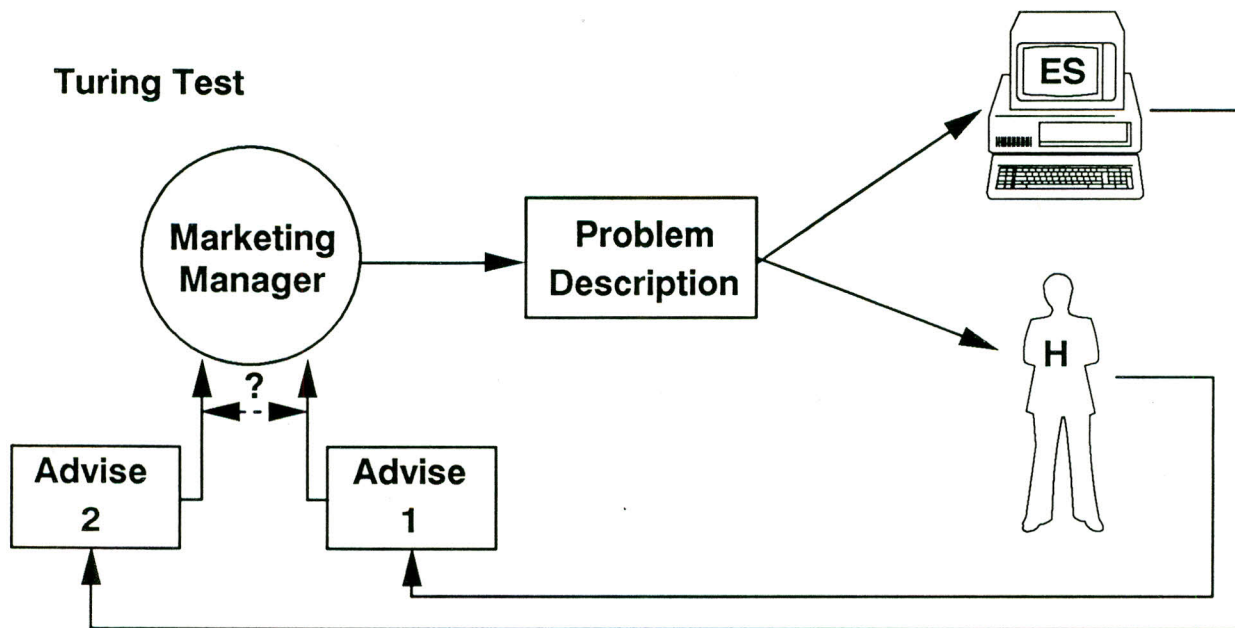 Turing Test
ES
Marketing
Manager
Problem
Description
H
?
Advise
2
Advise
1